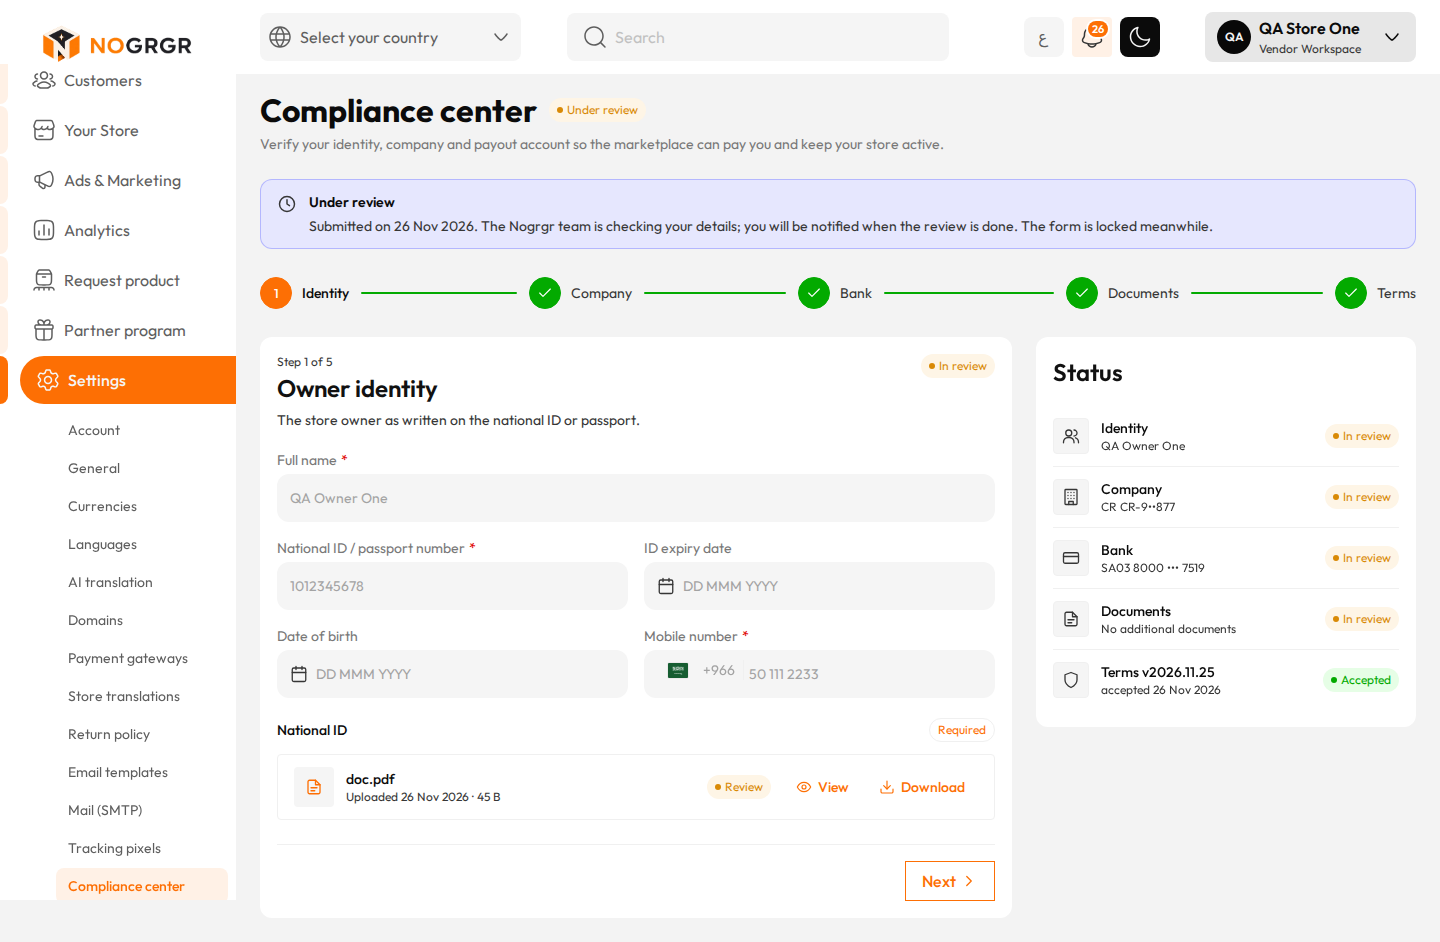 NOGRGR
Select your country
Search
ع
26
QA
QA Store One
Vendor Workspace
Customers
Your Store
Ads & Marketing
Analytics
Request product
Partner program
Settings
Account
General
Currencies
Languages
AI translation
Domains
Payment gateways
Store translations
Return policy
Email templates
Mail (SMTP)
Tracking pixels
Compliance center
Compliance center
Under review
Verify your identity, company and payout account so the marketplace can pay you and keep your store active.
Under review
Submitted on 26 Nov 2026. The Nogrgr team is checking your details; you will be notified when the review is done. The form is locked meanwhile.
1 Identity
Company
Bank
Documents
Terms
Step 1 of 5
In review
Owner identity
The store owner as written on the national ID or passport.
Full name *
QA Owner One
National ID / passport number *
1012345678
ID expiry date
DD MMM YYYY
Date of birth
DD MMM YYYY
Mobile number *
+966 50 111 2233
National ID
Required
doc.pdf
Uploaded 26 Nov 2026 · 45 B
Review
View
Download
Next
Status
Identity
QA Owner One
In review
Company
CR CR-9••877
In review
Bank
SA03 8000 ••• 7519
In review
Documents
No additional documents
In review
Terms v2026.11.25
accepted 26 Nov 2026
Accepted